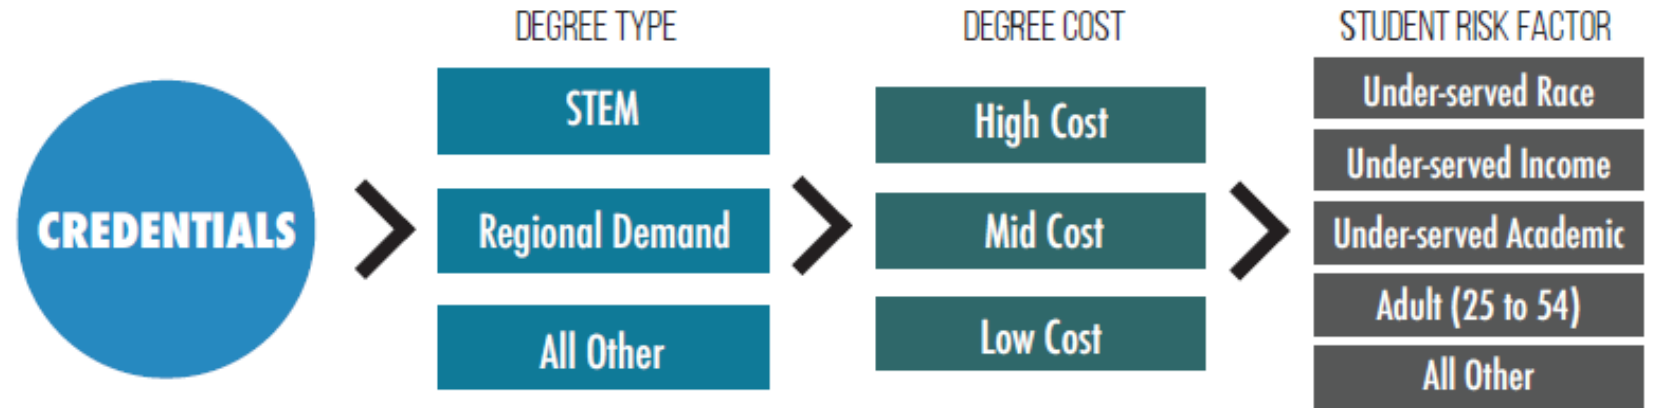 CREDENTIALS
DEGREE TYPE
STEM
Regional Demand
All Other
DEGREE COST
High Cost
Mid Cost
Low Cost
STUDENT RISK FACTOR
Under-served Race
Under-served Income
Under-served Academic
Adult (25 to 54)
All Other